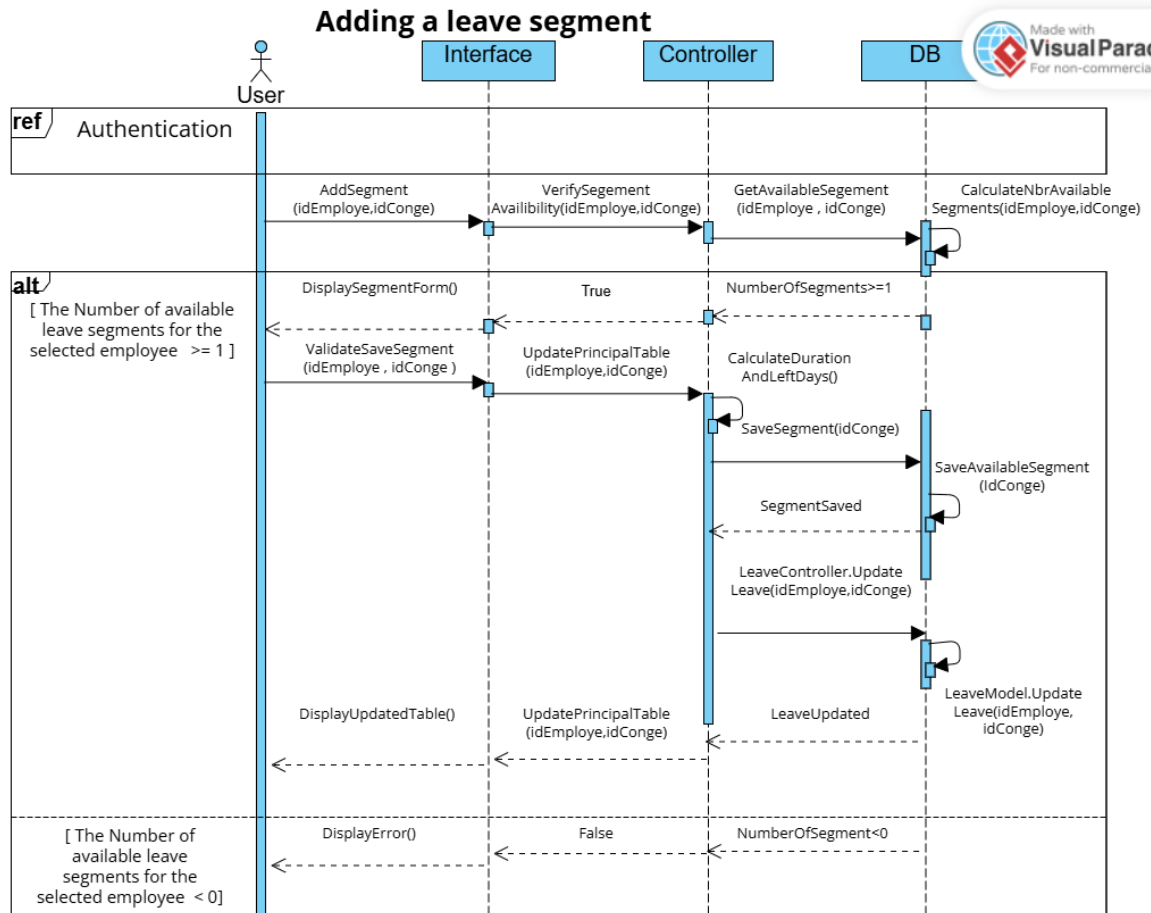 Adding a leave segment
Made with
Visual Parad
For non-commercia
Interface
Controller
DB
User
ref
Authentication
AddSegment
(idEmploye,idConge)
VerifySegement
Availibility(idEmploye,idConge)
GetAvailableSegement
(idEmploye , idConge)
CalculateNbrAvailable
Segments(idEmploye,idConge)
alt
[ The Number of available
leave segments for the
selected employee >= 1 ]
DisplaySegmentForm()
True
NumberOfSegments>=1
ValidateSaveSegment
(idEmploye , idConge )
UpdatePrincipalTable
(idEmploye,idConge)
CalculateDuration
AndLeftDays()
SaveSegment(idConge)
SaveAvailableSegment
(IdConge)
SegmentSaved
LeaveController.Update
Leave(idEmploye,idConge)
LeaveModel.Update
Leave(idEmploye,
idConge)
DisplayUpdatedTable()
UpdatePrincipalTable
(idEmploye,idConge)
LeaveUpdated
[ The Number of
available leave
segments for the
selected employee < 0]
DisplayError()
False
NumberOfSegment<0